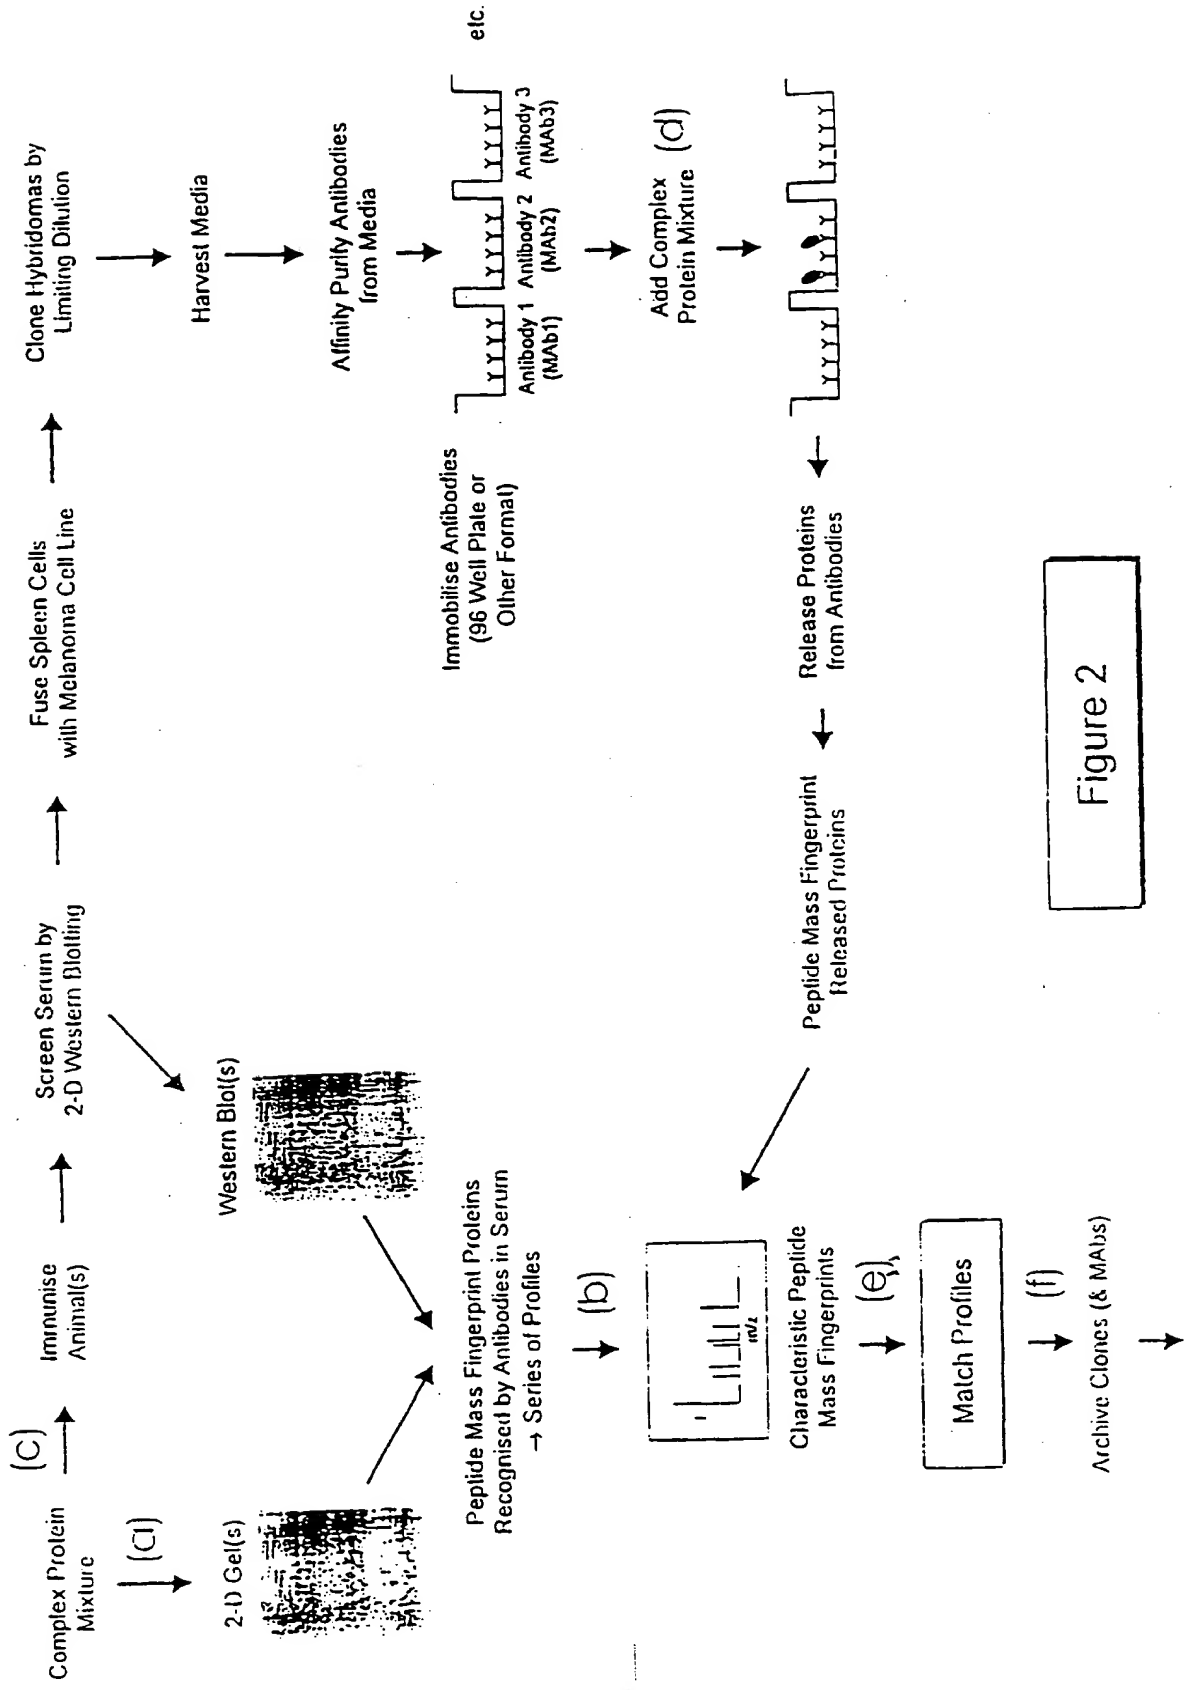 Complex Protein
Mixture
(c)
Immunise
Animal(s)
Screen Serum by
2-D Western Blotting
Fuse Spleen Cells
with Melanoma Cell Line
Clone Hybridomas by
Limiting Dilution
(a)
2-D Gel(s)
Western Blot(s)
Harvest Media
Affinity Purify Antibodies
from Media
Immobilise Antibodies
(96 Well Plate or
Other Format)
etc.
Antibody 1
(MAb1)
Antibody 2
(MAb2)
Antibody 3
(MAb3)
Add Complex
Protein Mixture
(d)
Release Proteins
from Antibodies
Peptide Mass Fingerprint
Released Proteins
Peptide Mass Fingerprint Proteins
Recognised by Antibodies in Serum
→ Series of Profiles
(b)
m/z
Characteristic Peptide
Mass Fingerprints
(e)
Match Profiles
(f)
Archive Clones (& MAbs)
Figure 2